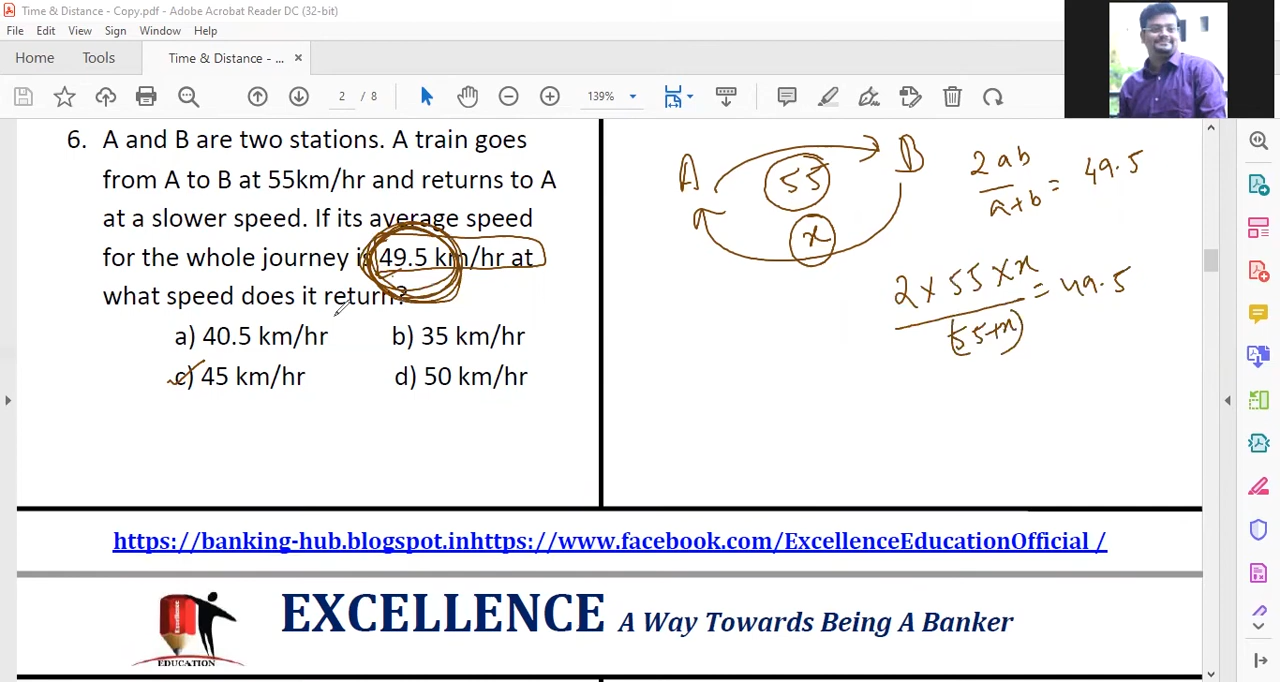 Time & Distance - Copy.pdf - Adobe Acrobat Reader DC (32-bit)
File Edit View Sign Window Help
Home Tools Time & Distance - ... ×
2 / 8 139%
6. A and B are two stations. A train goes
from A to B at 55km/hr and returns to A
at a slower speed. If its average speed
for the whole journey is 49.5 km/hr at
what speed does it return?
a) 40.5 km/hr b) 35 km/hr
c) 45 km/hr d) 50 km/hr
A 55 B
x
2ab
a+b = 49.5
2 × 55 × x
(55+x) = 49.5
https://banking-hub.blogspot.inhttps://www.facebook.com/ExcellenceEducationOfficial /
Excellence
EDUCATION
EXCELLENCE A Way Towards Being A Banker